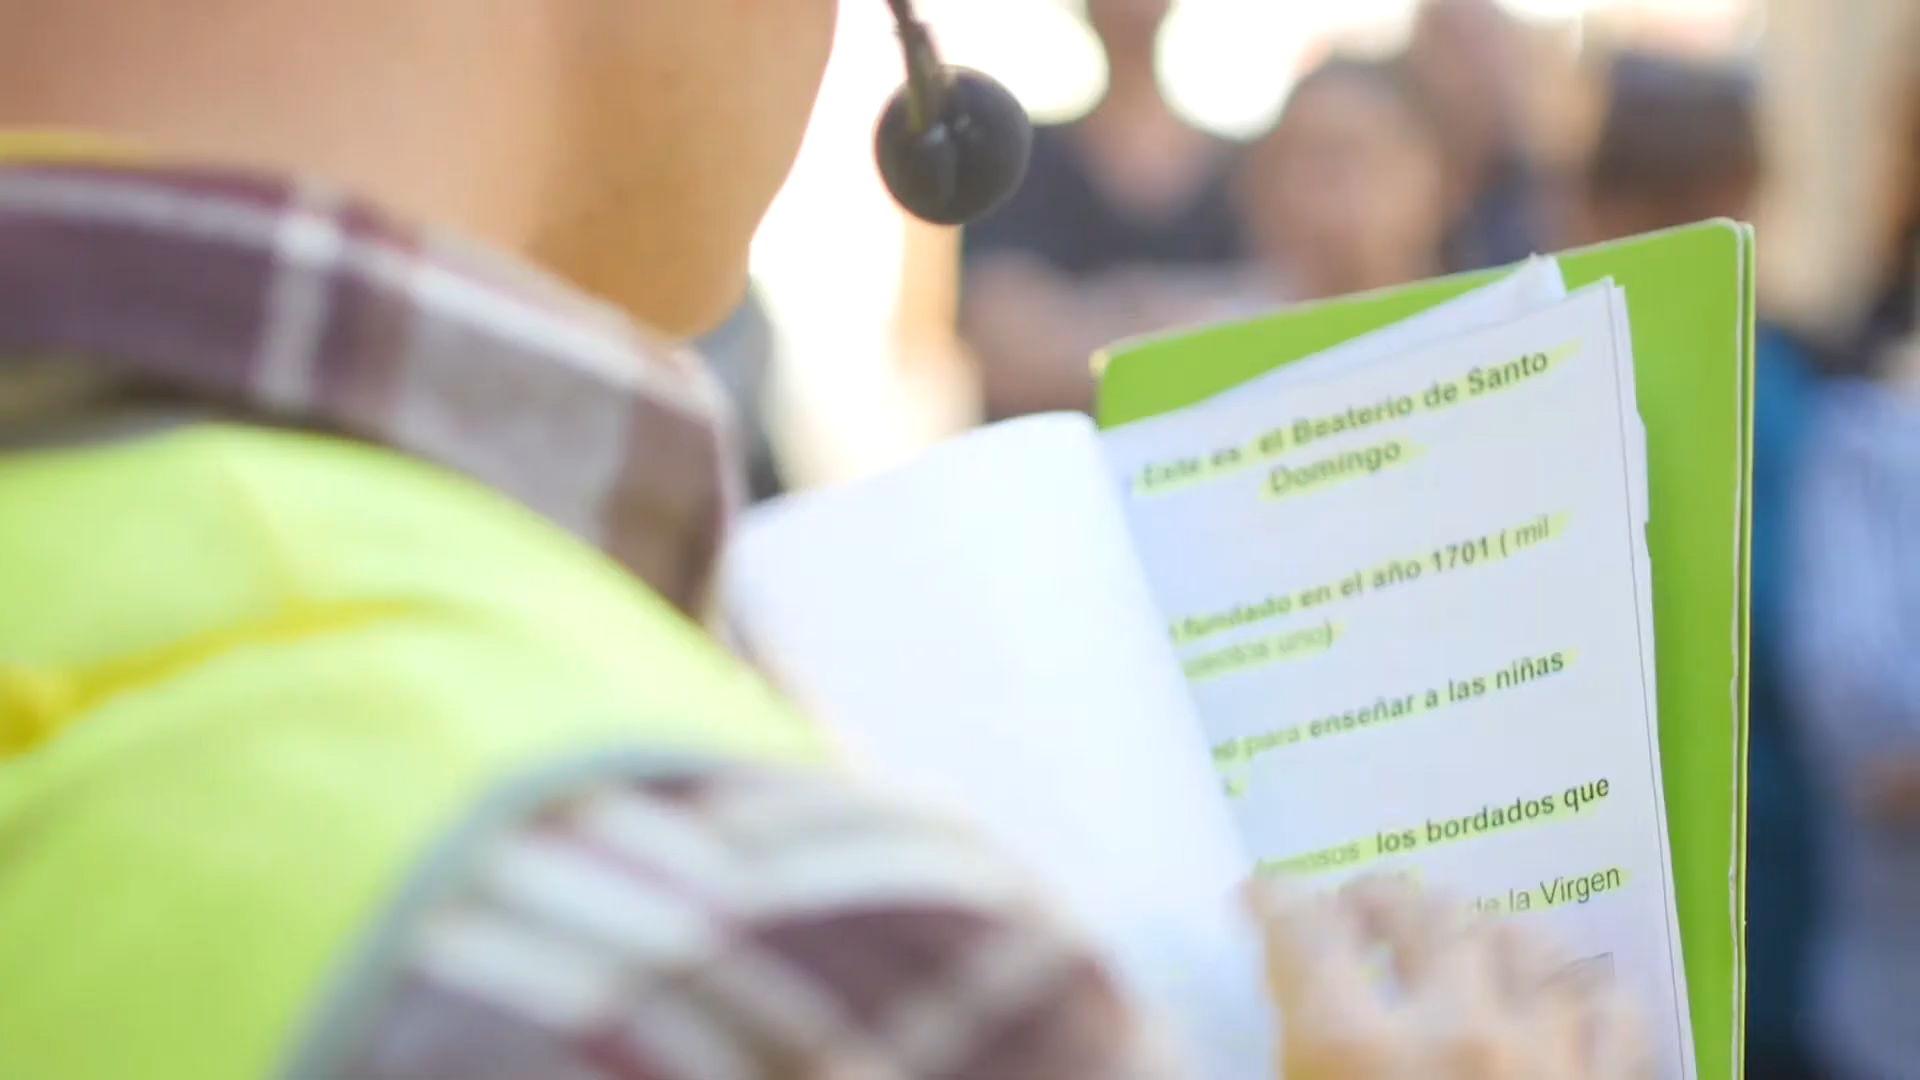 Este es el Beaterio de Santo
Domingo
fundado en el año 1701 ( mil
uno)
para enseñar a las niñas
famosos los bordados que
de la Virgen